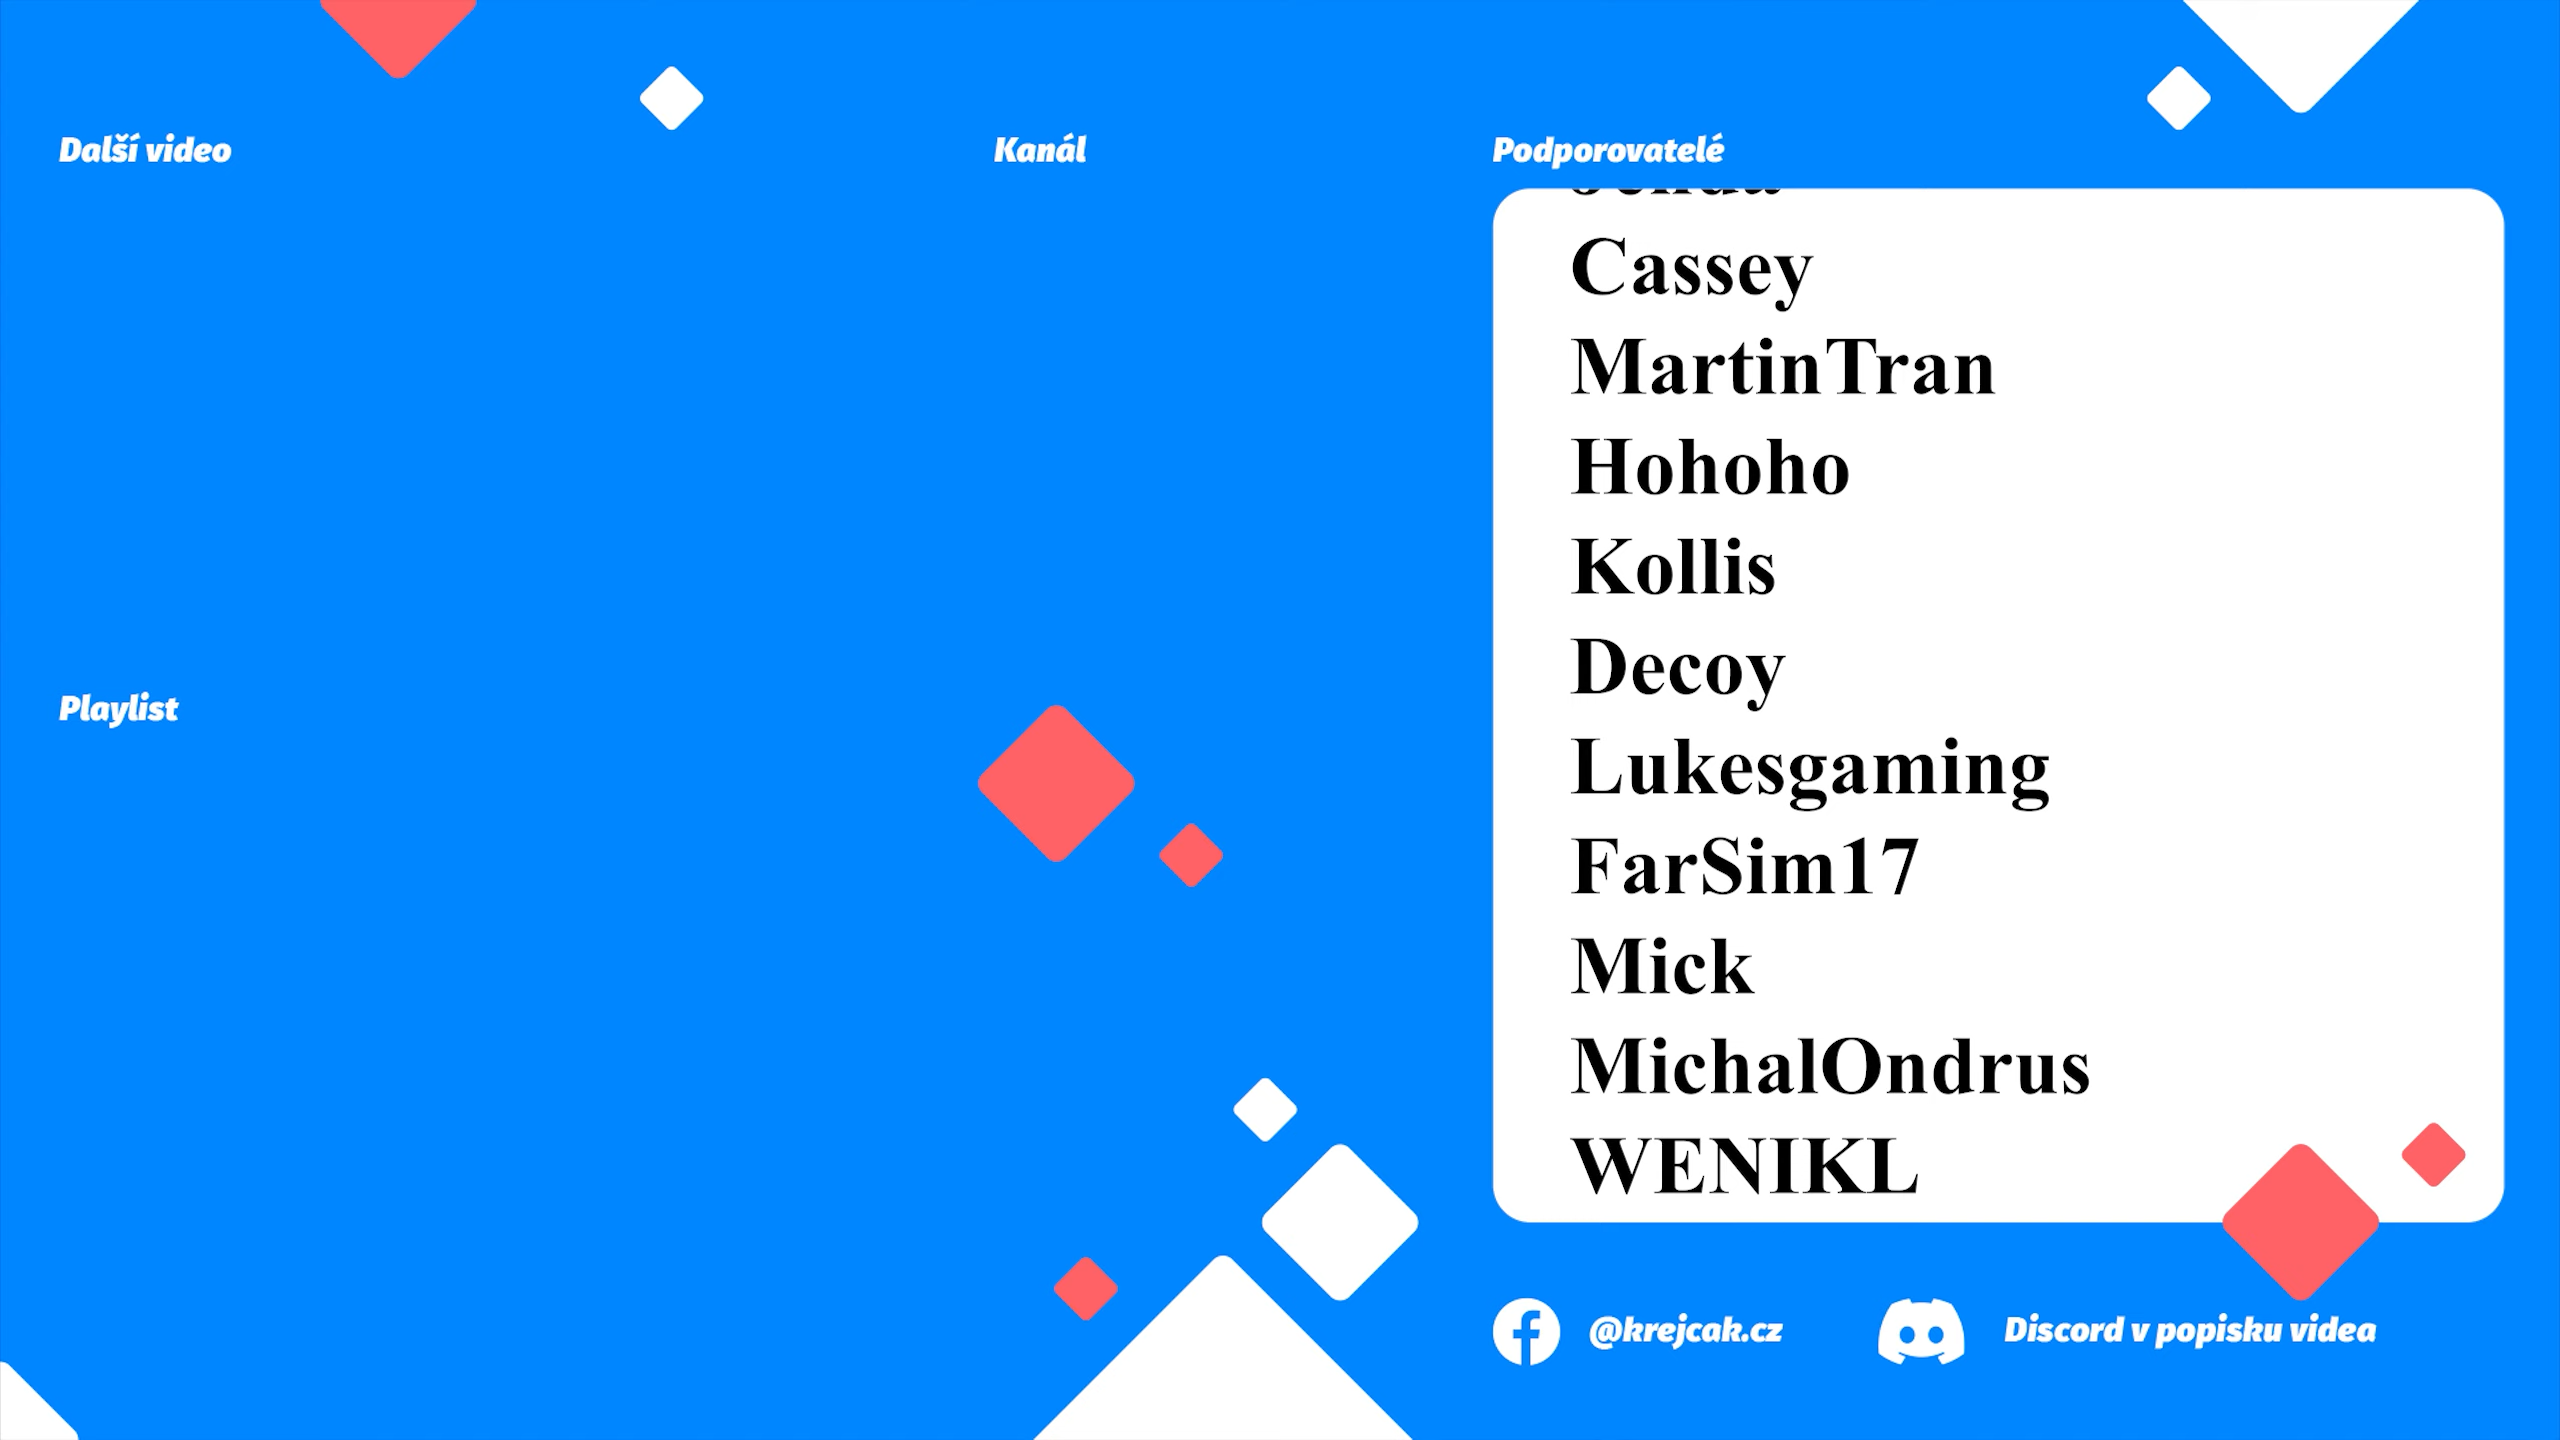 Další video
Kanál
Podporovatelé
Cassey
MartinTran
Hohoho
Kollis
Decoy
Lukesgaming
FarSim17
Mick
MichalOndrus
WENIKL
Playlist
@krejcak.cz
Discord v popisku videa